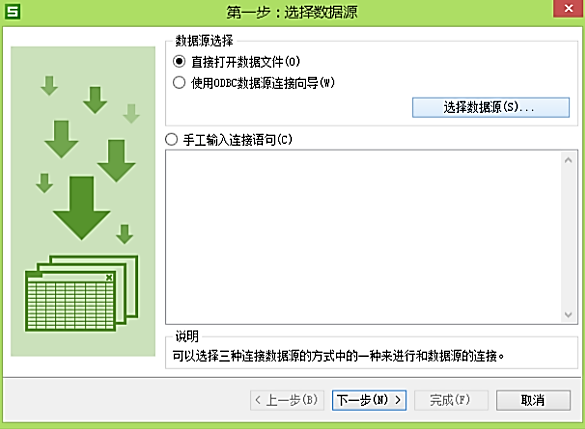 第一步：选择数据源
数据源选择
直接打开数据文件(O)
使用ODBC数据源连接向导(W)
选择数据源(S)...
手工输入连接语句(C)
说明
可以选择三种连接数据源的方式中的一种来进行和数据源的连接。
< 上一步(B)
下一步(N) >
完成(F)
取消